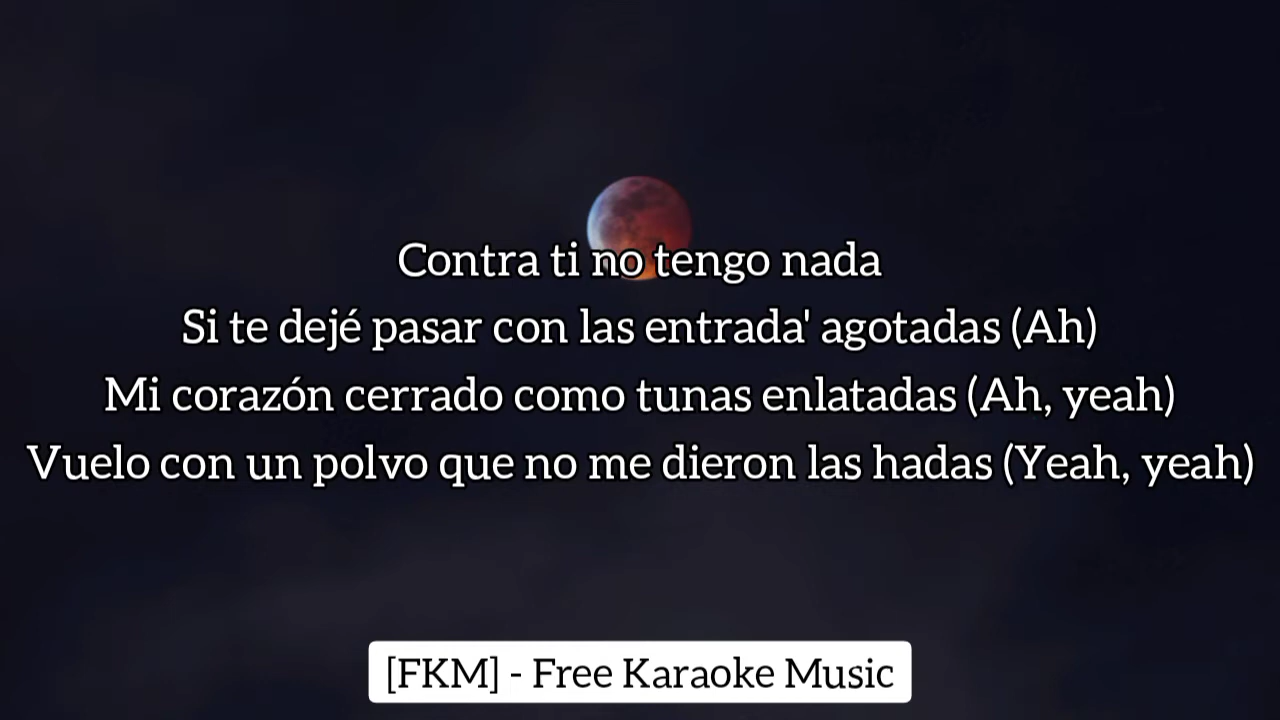 Contra ti no tengo nada
Si te dejé pasar con las entrada' agotadas (Ah)
Mi corazón cerrado como tunas enlatadas (Ah, yeah)
Vuelo con un polvo que no me dieron las hadas (Yeah, yeah)
[FKM] - Free Karaoke Music